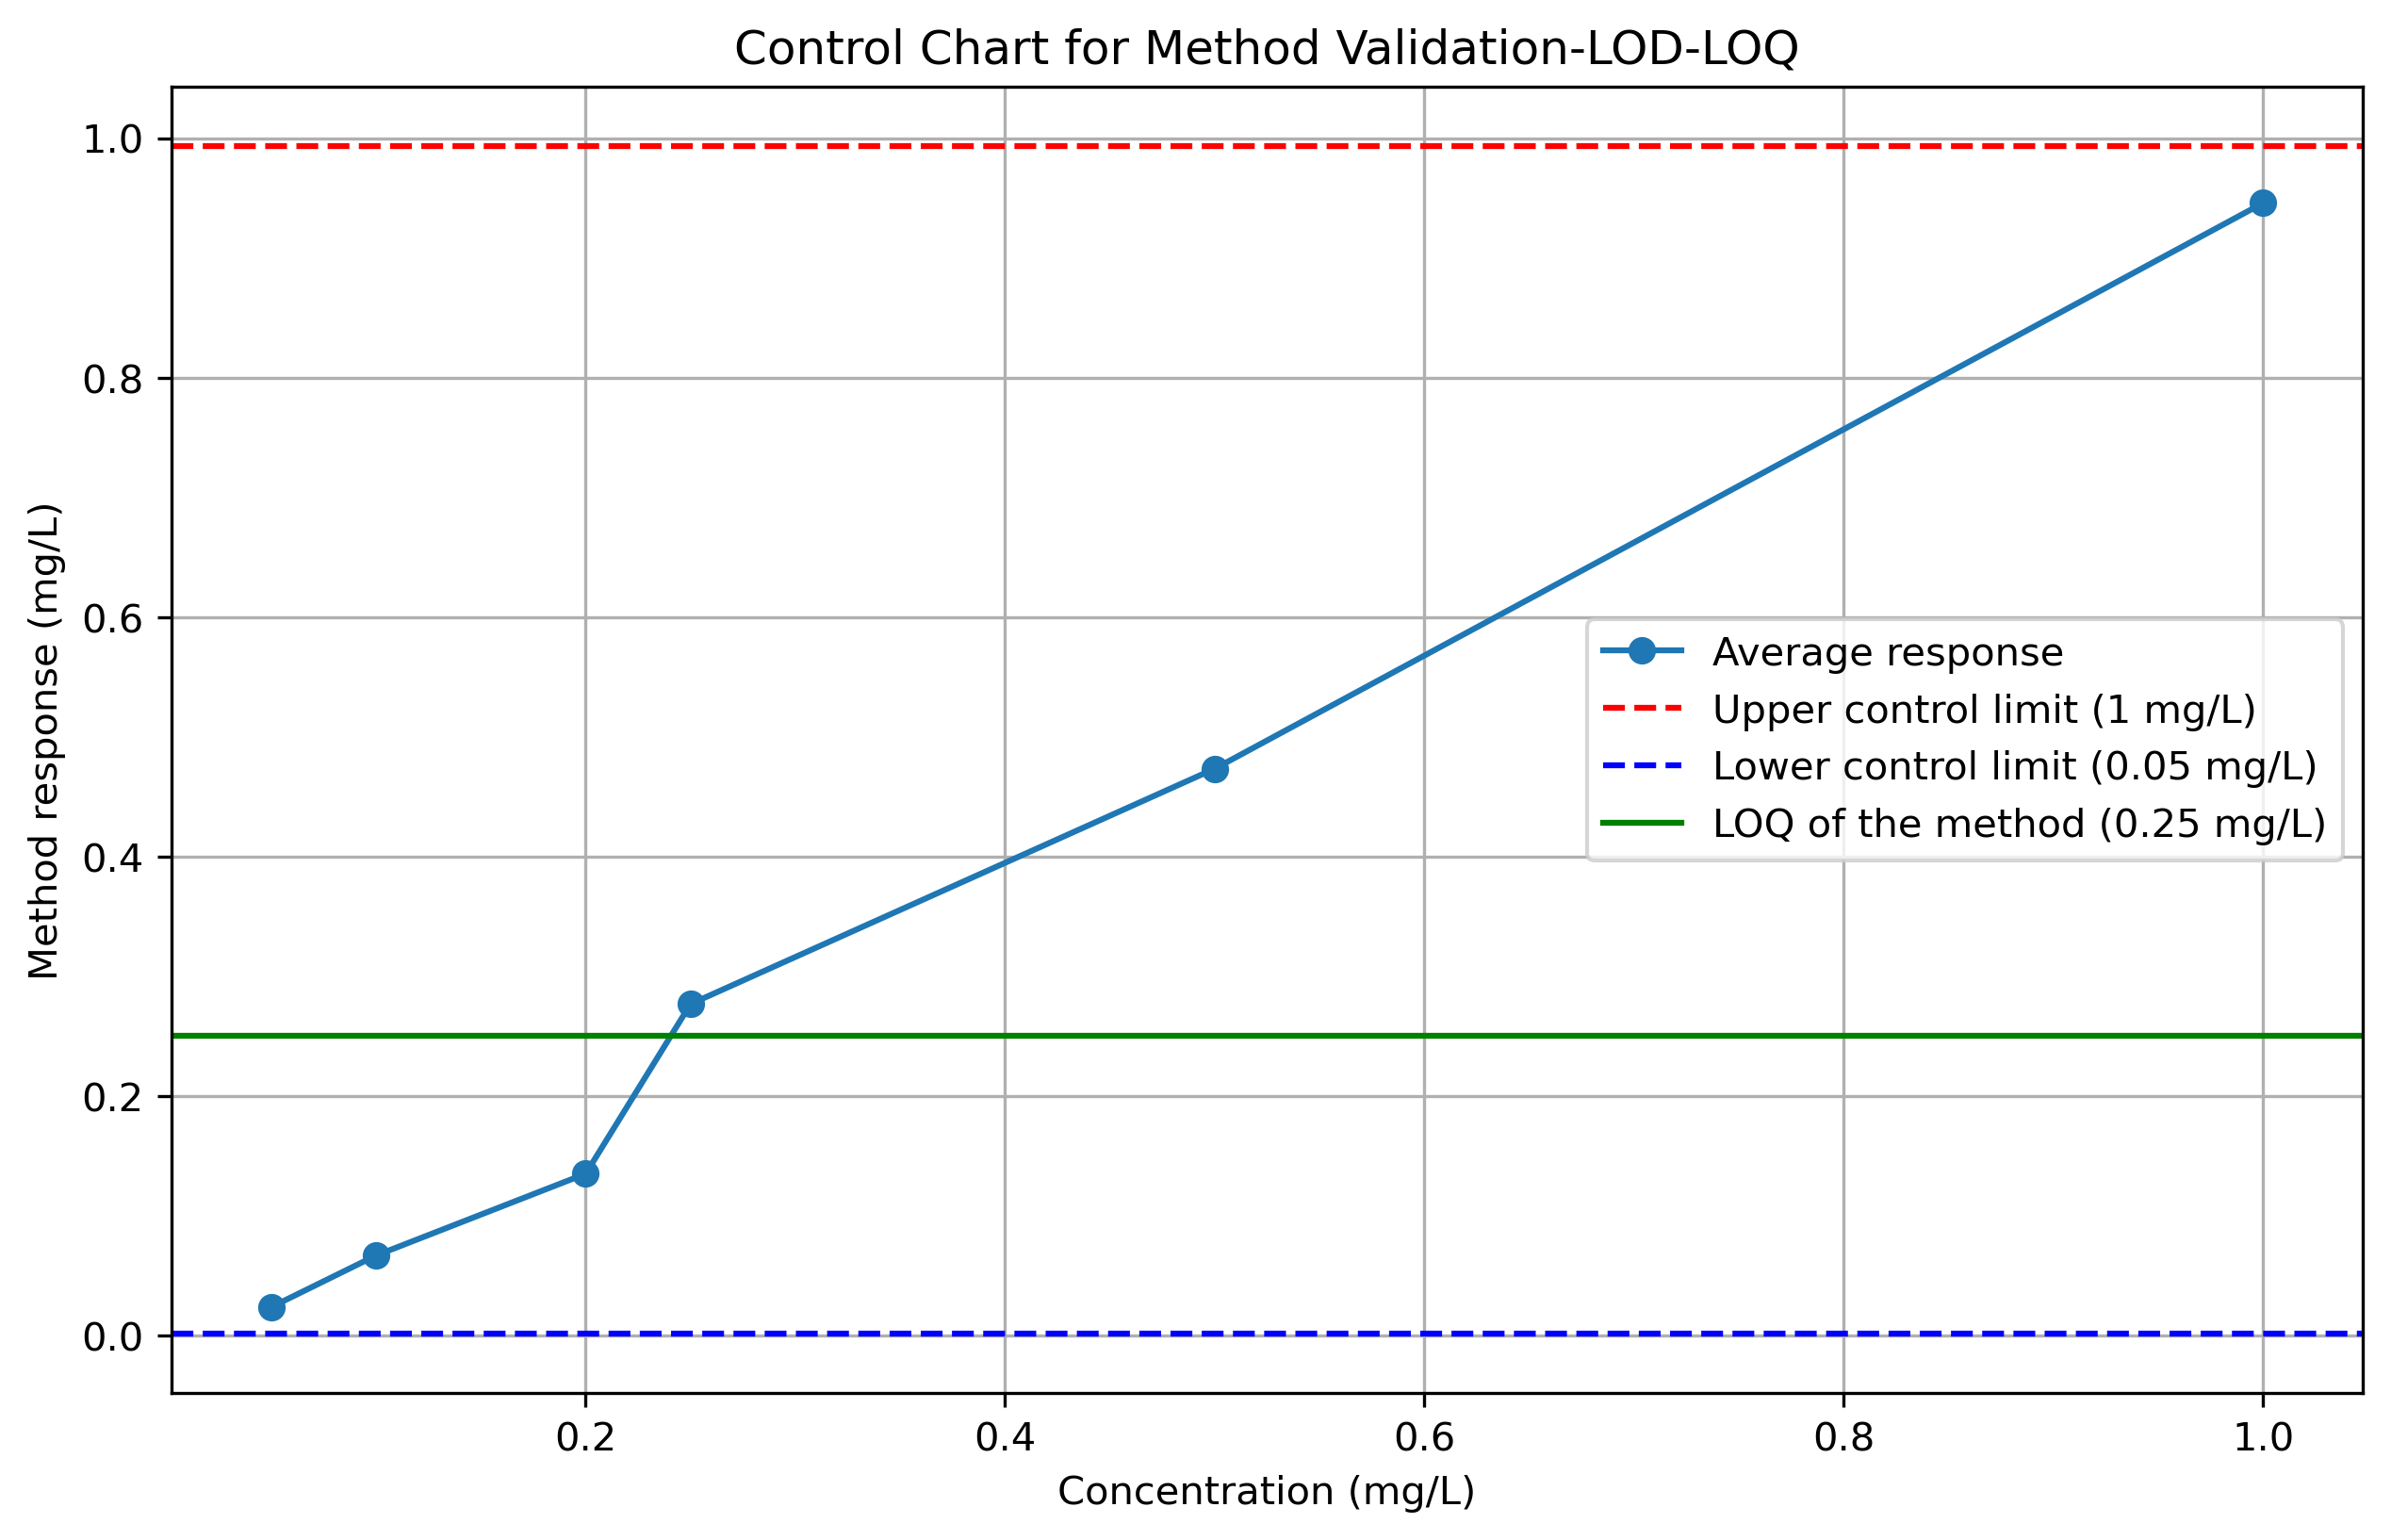 Control Chart for Method Validation-LOD-LOQ
Method response (mg/L)
1.0
0.8
0.6
0.4
0.2
0.0
Average response
Upper control limit (1 mg/L)
Lower control limit (0.05 mg/L)
LOQ of the method (0.25 mg/L)
0.2 0.4 0.6 0.8 1.0
Concentration (mg/L)